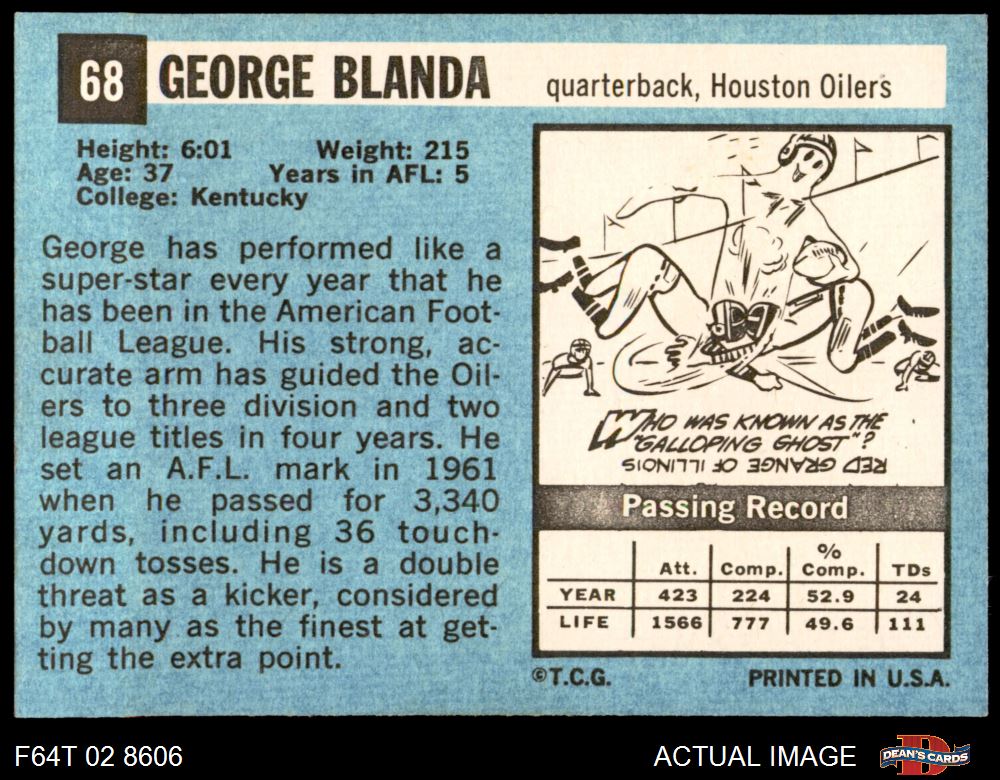 68 GEORGE BLANDA quarterback, Houston Oilers
Height: 6:01 Weight: 215
Age: 37 Years in AFL: 5
College: Kentucky
George has performed like a
super-star every year that he
has been in the American Foot-
ball League. His strong, ac-
curate arm has guided the Oil-
ers to three division and two
league titles in four years. He
set an A.F.L. mark in 1961
when he passed for 3,340
yards, including 36 touch-
down tosses. He is a double
threat as a kicker, considered
by many as the finest at get-
ting the extra point.
WHO WAS KNOWN AS THE
"GALLOPING GHOST"?
RED GRANGE OF ILLINOIS
Passing Record
Att. Comp. % Comp. TDs
YEAR 423 224 52.9 24
LIFE 1566 777 49.6 111
©T.C.G. PRINTED IN U.S.A.
F64T 02 8606 ACTUAL IMAGE DEAN'S CARDS